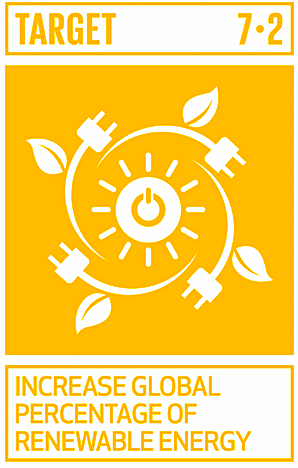 TARGET 7·2
INCREASE GLOBAL
PERCENTAGE OF
RENEWABLE ENERGY